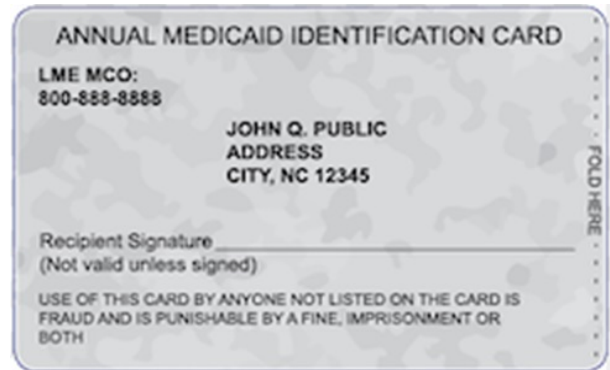 ANNUAL MEDICAID IDENTIFICATION CARD
LME MCO:
800-888-8888
JOHN Q. PUBLIC
ADDRESS
CITY, NC 12345
FOLD HERE
Recipient Signature
(Not valid unless signed)
USE OF THIS CARD BY ANYONE NOT LISTED ON THE CARD IS
FRAUD AND IS PUNISHABLE BY A FINE, IMPRISONMENT OR
BOTH